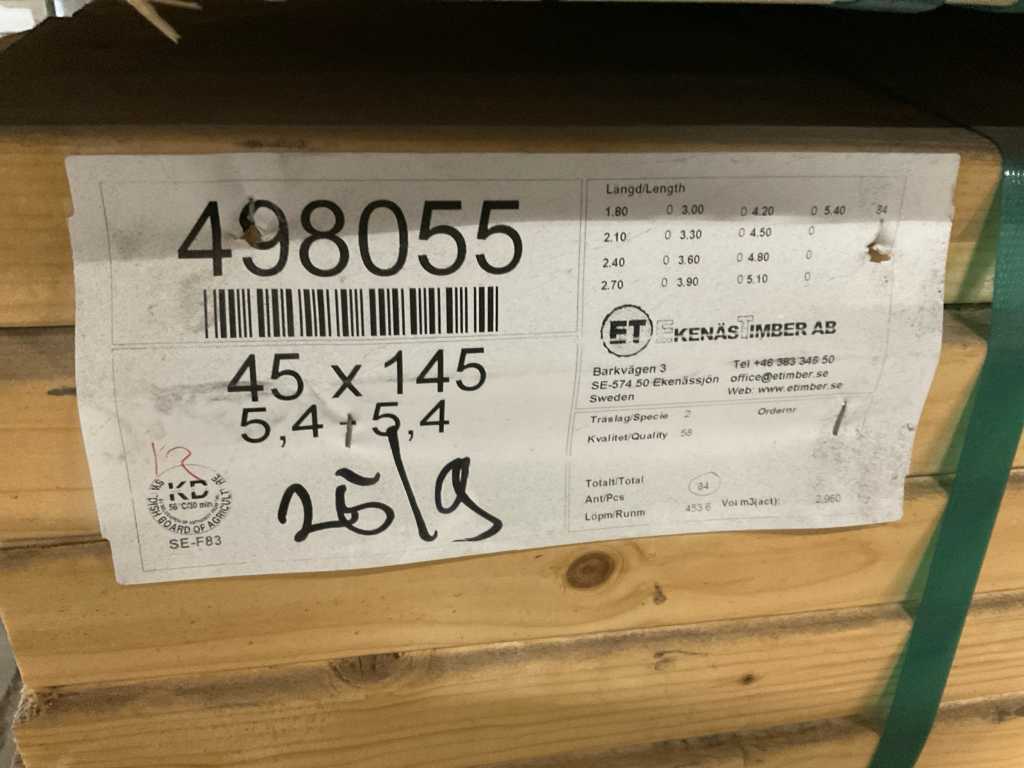 498055
45 x 145
5,4 - 5,4
25/9
KD
56°C/30 min
BOARD OF AGRICULTURE
SE-F83
Längd/Length
1.80 0 3.00 0 4.20 0 5.40 84
2.10 0 3.30 0 4.50 0
2.40 0 3.60 0 4.80 0
2.70 0 3.90 0 5.10 0
ET EKENÄS TIMBER AB
Barkvägen 3 Tel +46 383 346 50
SE-574 50 Ekenässjön office@etimber.se
Sweden Web: www.etimber.se
Träslag/Specie 2 Ordernr
Kvalitet/Quality 58
Totalt/Total
Ant/Pcs 84
Löpm/Runm 453.6 Vol m3(act): 2,960